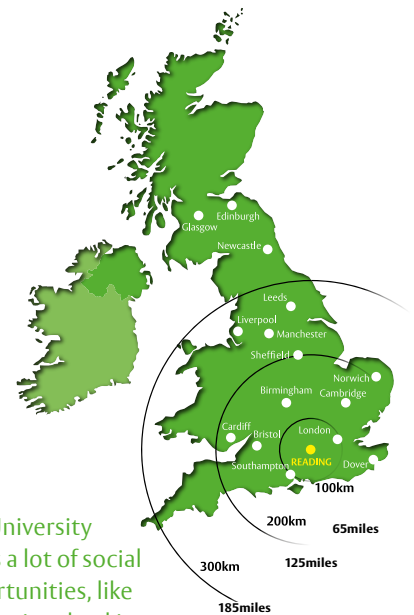 Edinburgh
Glasgow
Newcastle
Leeds
Liverpool
Manchester
Sheffield
Norwich
Birmingham
Cambridge
Cardiff
Bristol
London
READING
Southampton
Dover
100km
200km
65miles
300km
125miles
185miles
University
a lot of social
rtunities, like